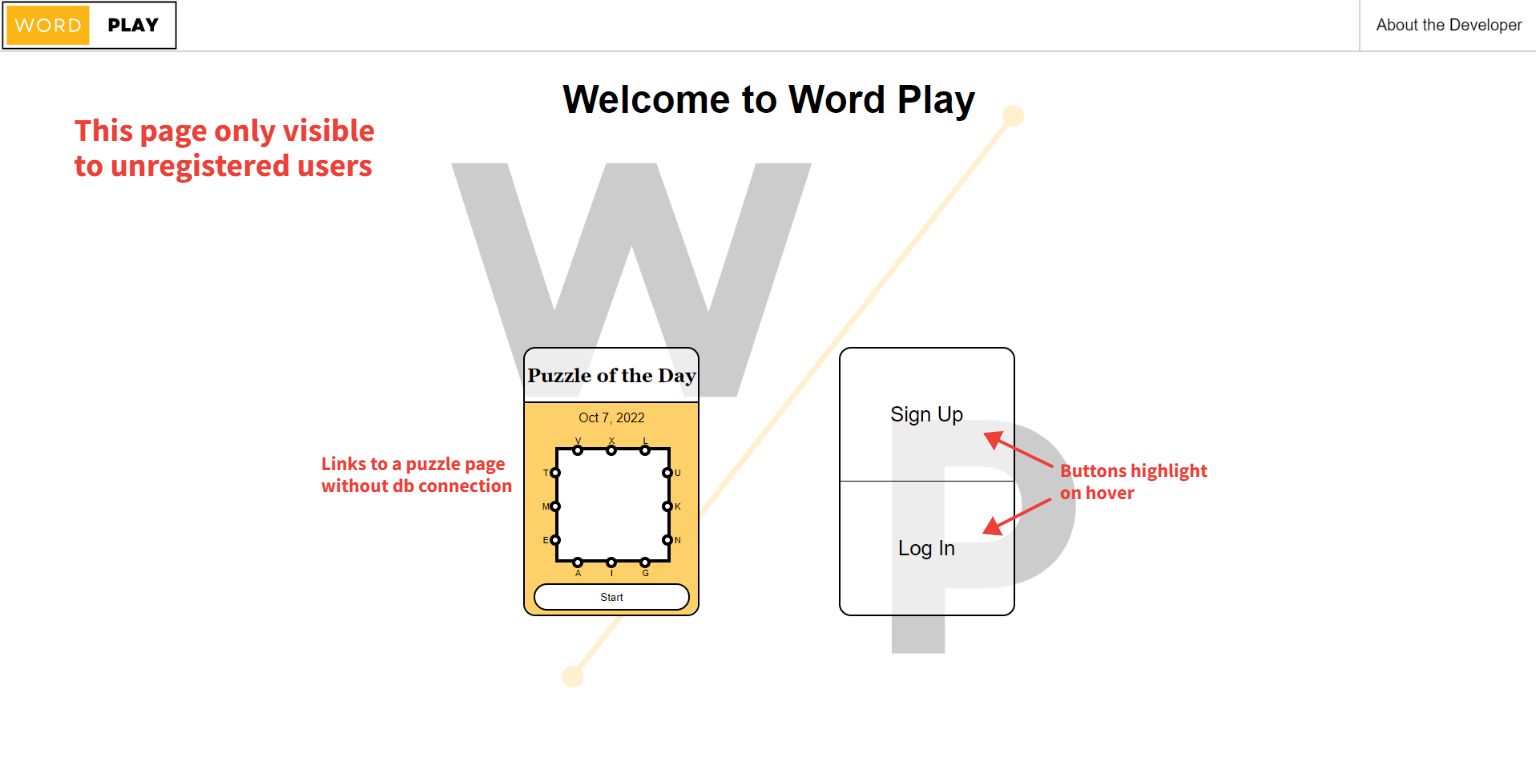 WORD PLAY
About the Developer
Welcome to Word Play
This page only visible
to unregistered users
W
Puzzle of the Day
Oct 7, 2022
V X L
T U
M K
E N
A I G
Start
Links to a puzzle page
without db connection
Sign Up
Log In
P
Buttons highlight
on hover